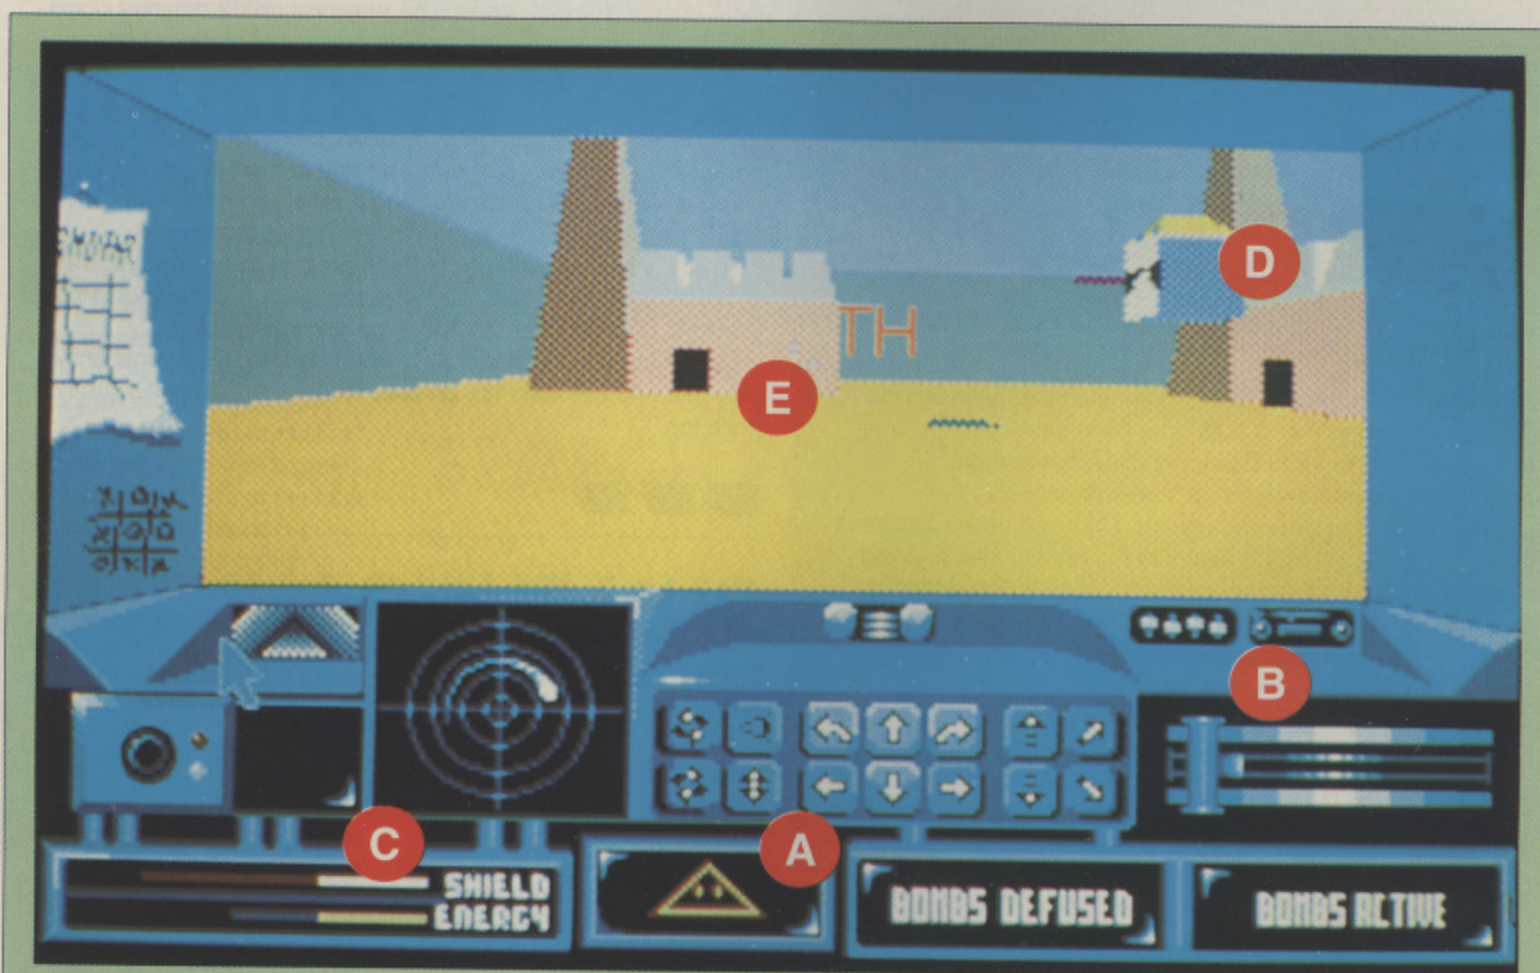 D
TH
E
B
C
A
SHIELD
ENERGY
BOMBS DEFUSED
BOMBS ACTIVE